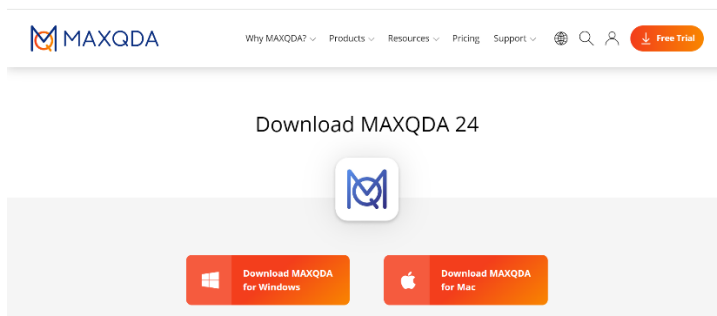 MAXQDA
Why MAXQDA? Products Resources Pricing Support Free Trial
Download MAXQDA 24
Download MAXQDA
for Windows
Download MAXQDA
for Mac